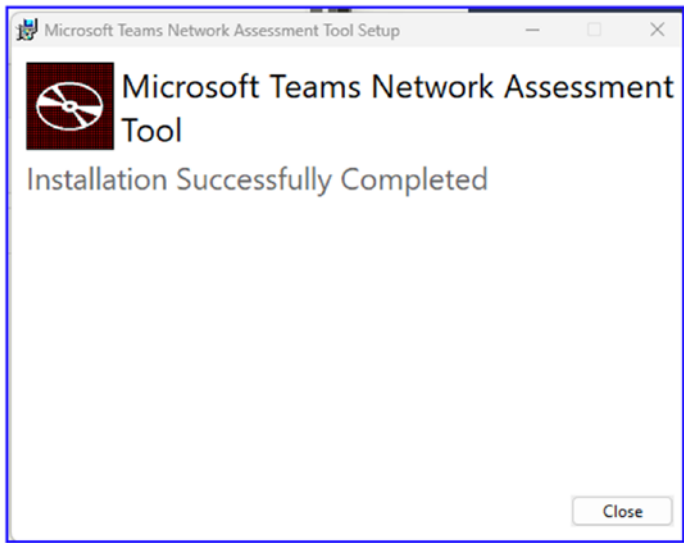 Microsoft Teams Network Assessment Tool Setup
Microsoft Teams Network Assessment
Tool
Installation Successfully Completed
Close